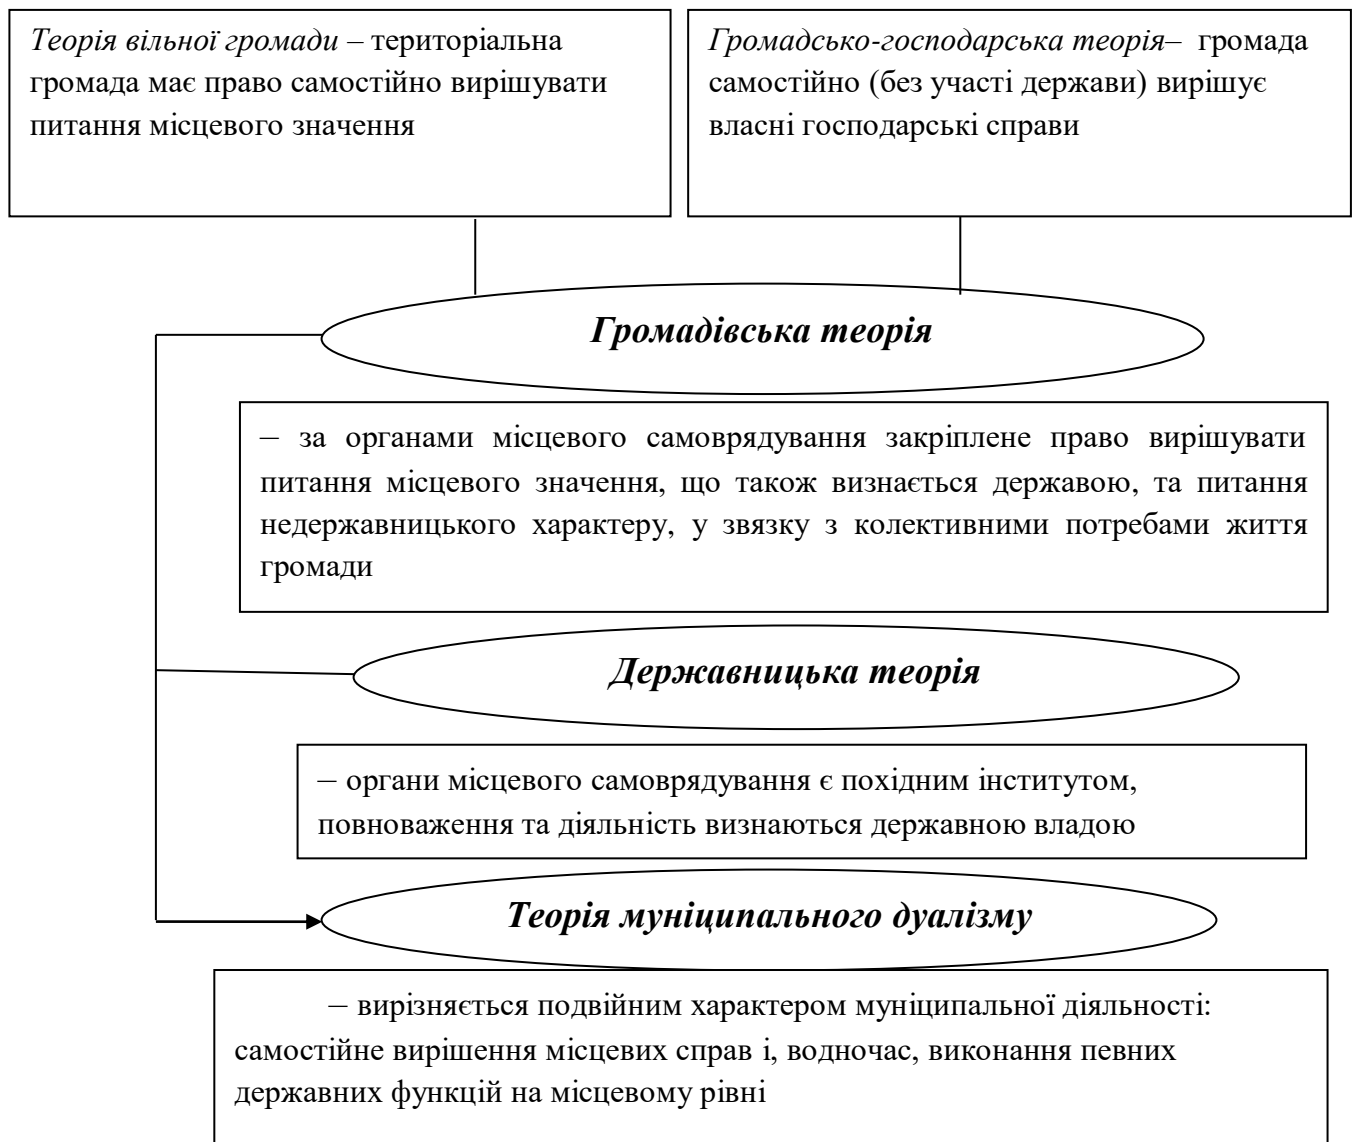 Теорія вільної громади – територіальна
громада має право самостійно вирішувати
питання місцевого значення
Громадсько-господарська теорія– громада
самостійно (без участі держави) вирішує
власні господарські справи
Громадівська теорія
– за органами місцевого самоврядування закріплене право вирішувати
питання місцевого значення, що також визнається державою, та питання
недержавницького характеру, у звязку з колективними потребами життя
громади
Державницька теорія
– органи місцевого самоврядування є похідним інститутом,
повноваження та діяльність визнаються державною владою
Теорія муніципального дуалізму
– вирізняється подвійним характером муніципальної діяльності:
самостійне вирішення місцевих справ і, водночас, виконання певних
державних функцій на місцевому рівні